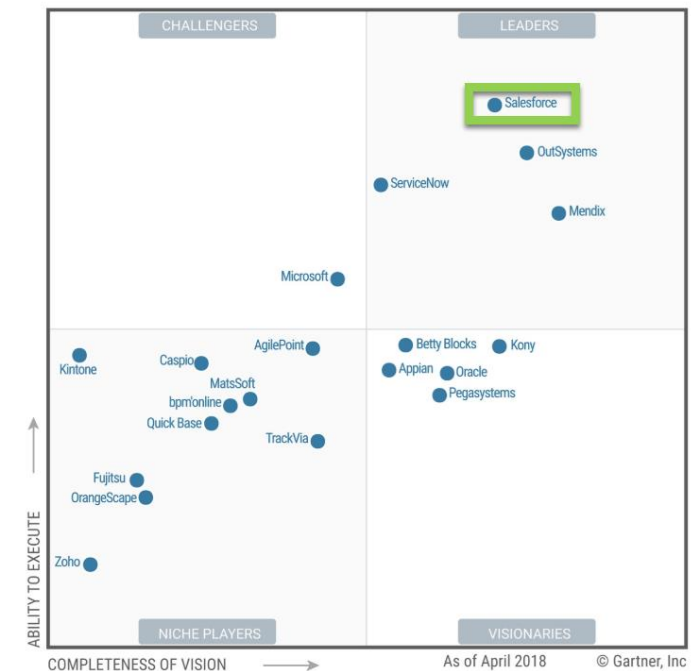 CHALLENGERS
LEADERS
Salesforce
OutSystems
ServiceNow
Mendix
Microsoft
AgilePoint
Betty Blocks
Kony
Kintone
Caspio
Appian
Oracle
MatsSoft
Pegasystems
bpm'online
Quick Base
TrackVia
Fujitsu
OrangeScape
Zoho
ABILITY TO EXECUTE
NICHE PLAYERS
VISIONARIES
COMPLETENESS OF VISION
As of April 2018
© Gartner, Inc